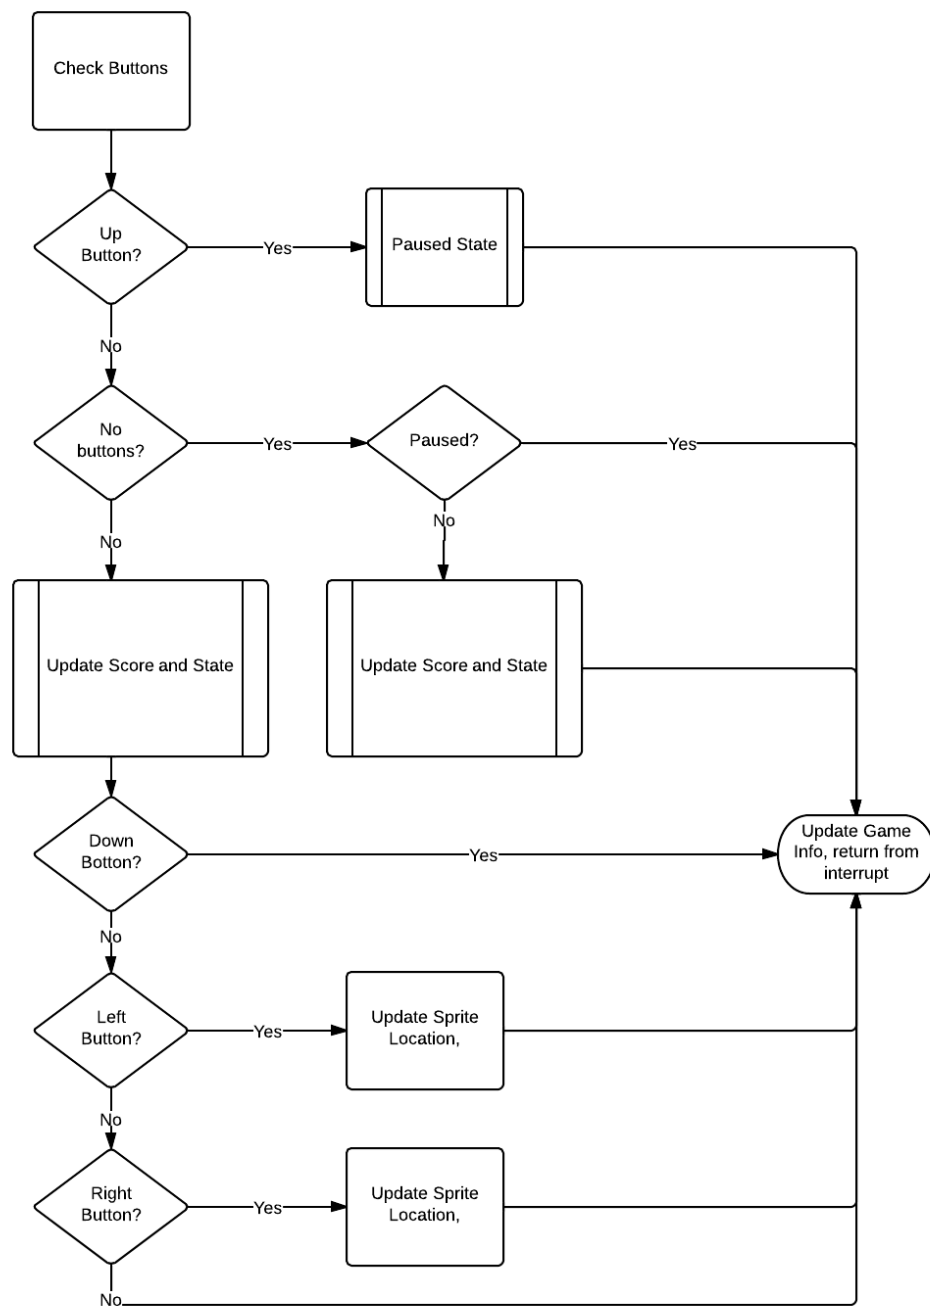 Check Buttons
Up
Button?
Yes
Paused State
No
No
buttons?
Yes
Paused?
Yes
No
No
Update Score and State
Update Score and State
Down
Botton?
Yes
Update Game
Info, return from
interrupt
No
Left
Button?
Yes
Update Sprite
Location,
No
Right
Button?
Yes
Update Sprite
Location,
No